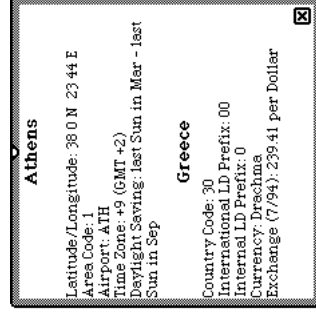 Athens
Latitude/Longitude: 38 0 N 23 44 E
Area Code: 1
Airport: ATH
Time Zone: +9 (GMT +2)
Daylight Saving: last Sun in Mar - last
Sun in Sep
Greece
Country Code: 30
International LD Prefix: 00
Internal LD Prefix: 0
Currency: Drachma
Exchange (7/94): 239.41 per Dollar